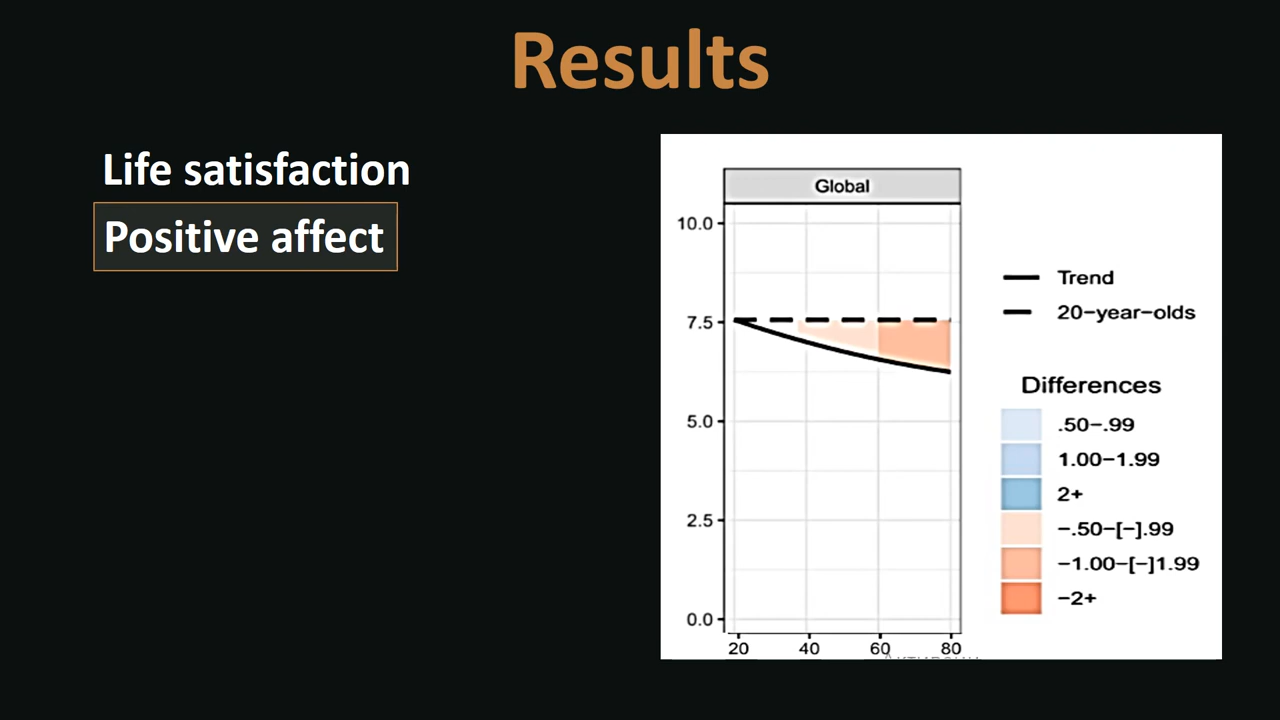 Results
Life satisfaction
Positive affect
Global
10.0
7.5
5.0
2.5
0.0
20 40 60 80
Trend
20-year-olds
Differences
.50-.99
1.00-1.99
2+
-.50-[-].99
-1.00-[-]1.99
-2+